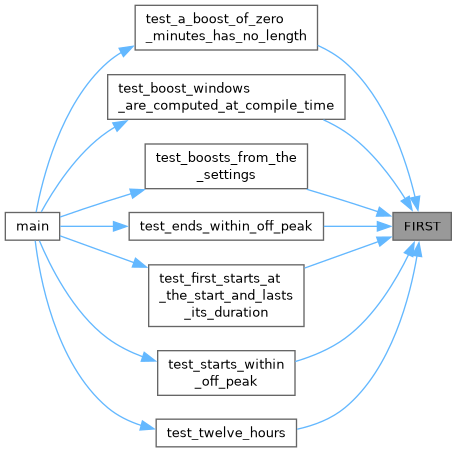 test_a_boost_of_zero
_minutes_has_no_length
test_boost_windows
_are_computed_at_compile_time
test_boosts_from_the
_settings
main
test_ends_within_off_peak
FIRST
test_first_starts_at
_the_start_and_lasts
_its_duration
test_starts_within
_off_peak
test_twelve_hours